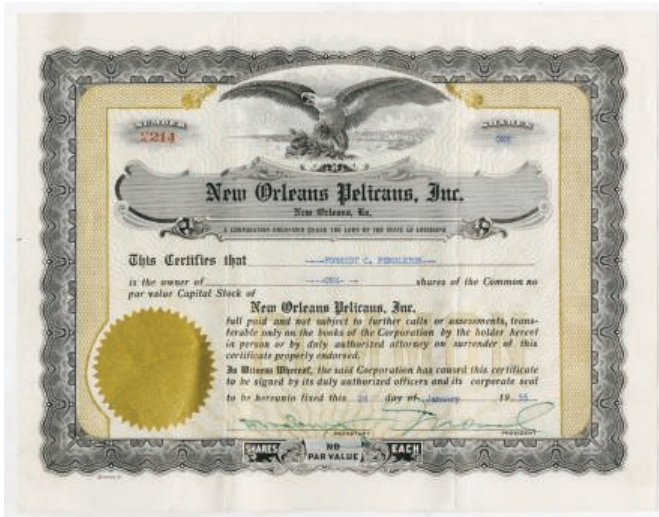 NUMBER
2214
SHARES
ONE
New Orleans Pelicans, Inc.
New Orleans, La.
A CORPORATION ORGANIZED UNDER THE LAWS OF THE STATE OF LOUISIANA
This Certifies that ----FORREST C. PENDLETON---
is the owner of ----ONE- -- shares of the Common no
par value Capital Stock of
New Orleans Pelicans, Inc.
full paid and not subject to further calls or assessments, trans-
ferable only on the books of the Corporation by the holder hereof
in person or by duly authorized attorney on surrender of this
certificate properly endorsed.
In Witness Whereof, the said Corporation has caused this certificate
to be signed by its duly authorized officers and its corporate seal
to be hereunto fixed this day of January 19 55
SECRETARY PRESIDENT
SHARES NO PAR VALUE EACH